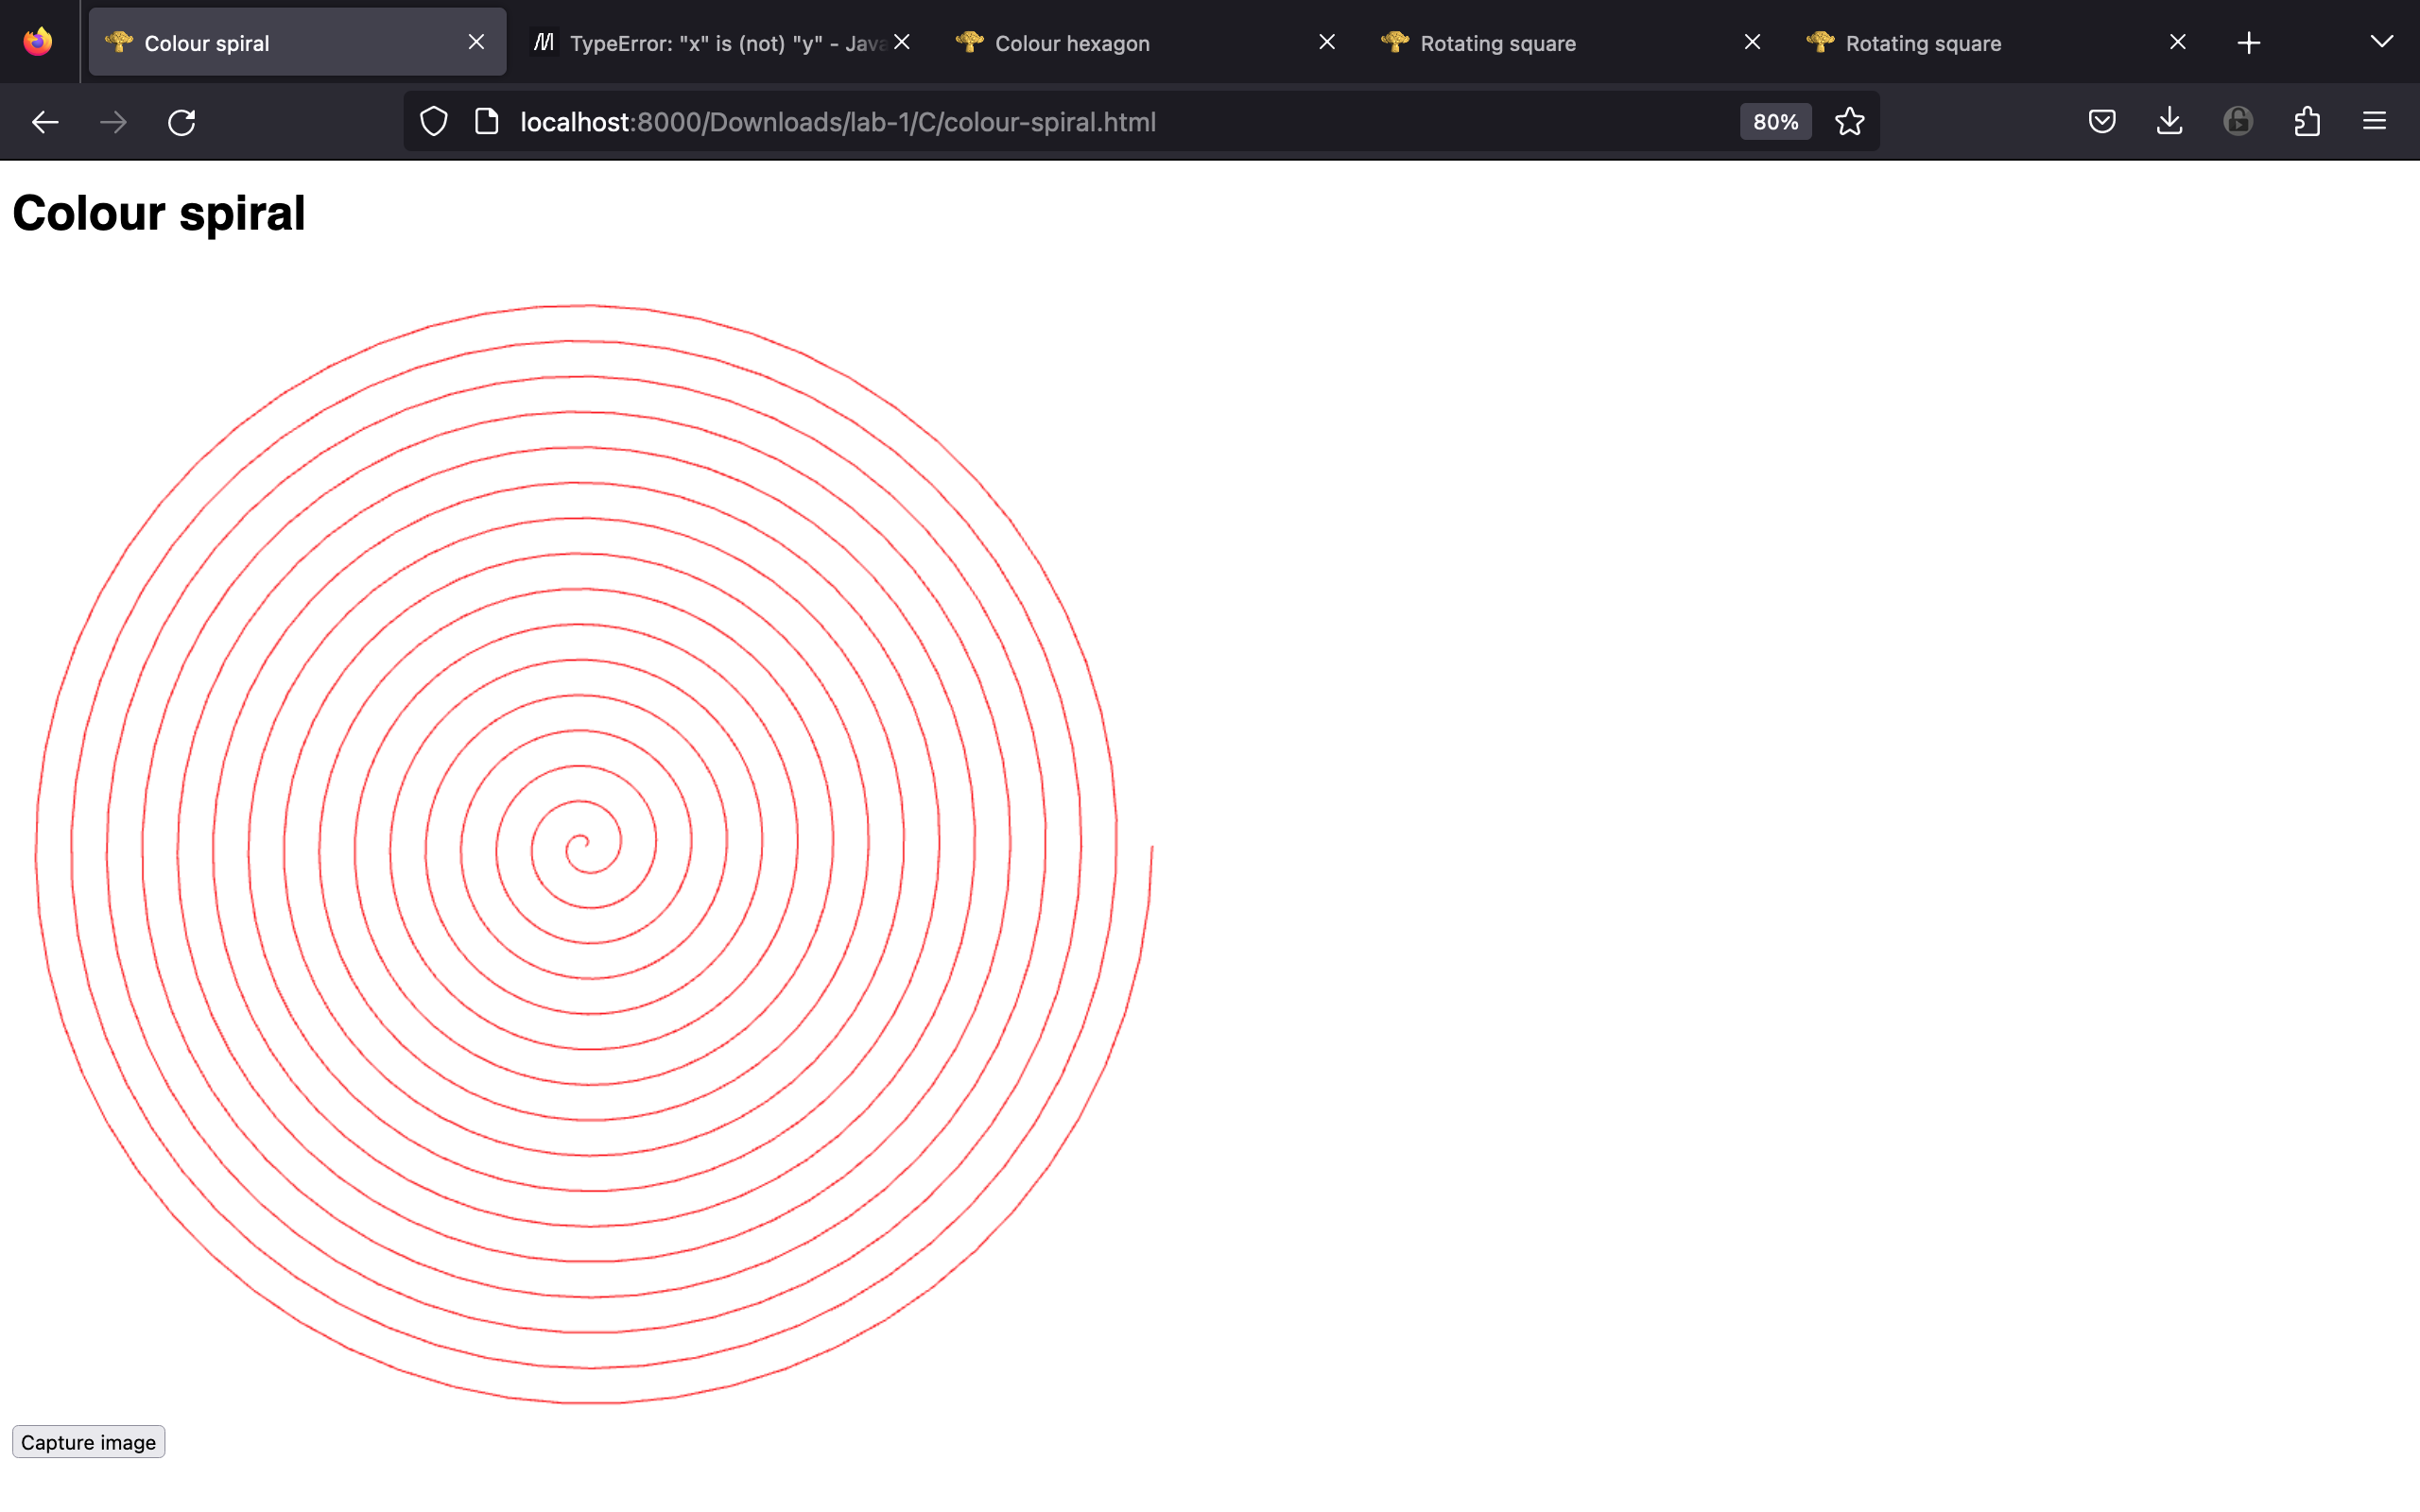 Colour spiral
TypeError: "x" is (not) "y" - Java
Colour hexagon
Rotating square
Rotating square
localhost:8000/Downloads/lab-1/C/colour-spiral.html
80%
Colour spiral
Capture image